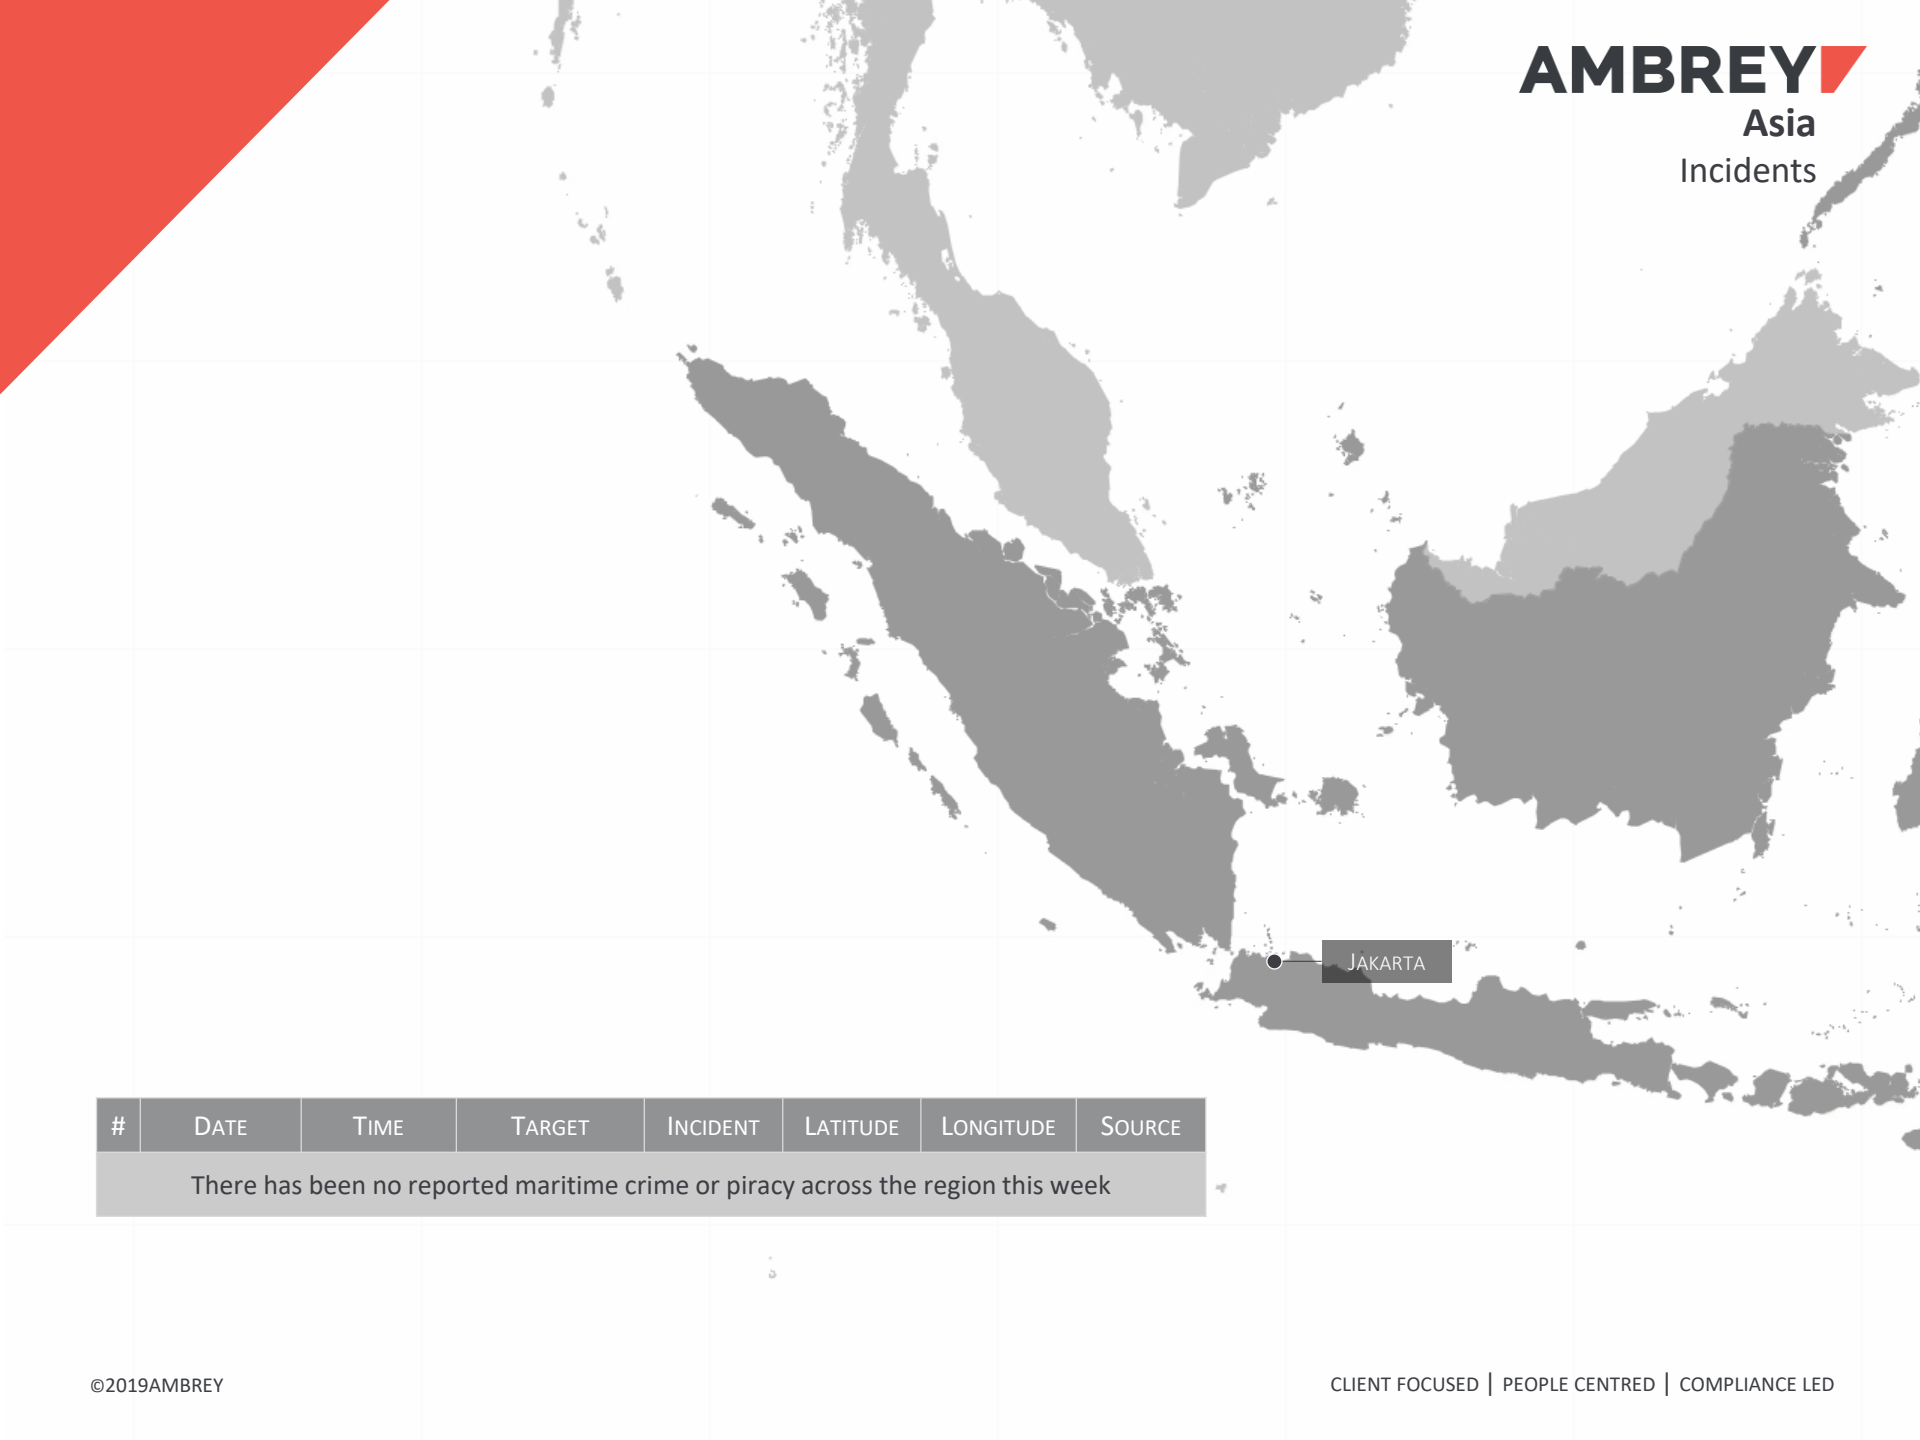 AMBREY
Asia
Incidents
JAKARTA
# DATE TIME TARGET INCIDENT LATITUDE LONGITUDE SOURCE
There has been no reported maritime crime or piracy across the region this week
©2019AMBREY
CLIENT FOCUSED | PEOPLE CENTRED | COMPLIANCE LED